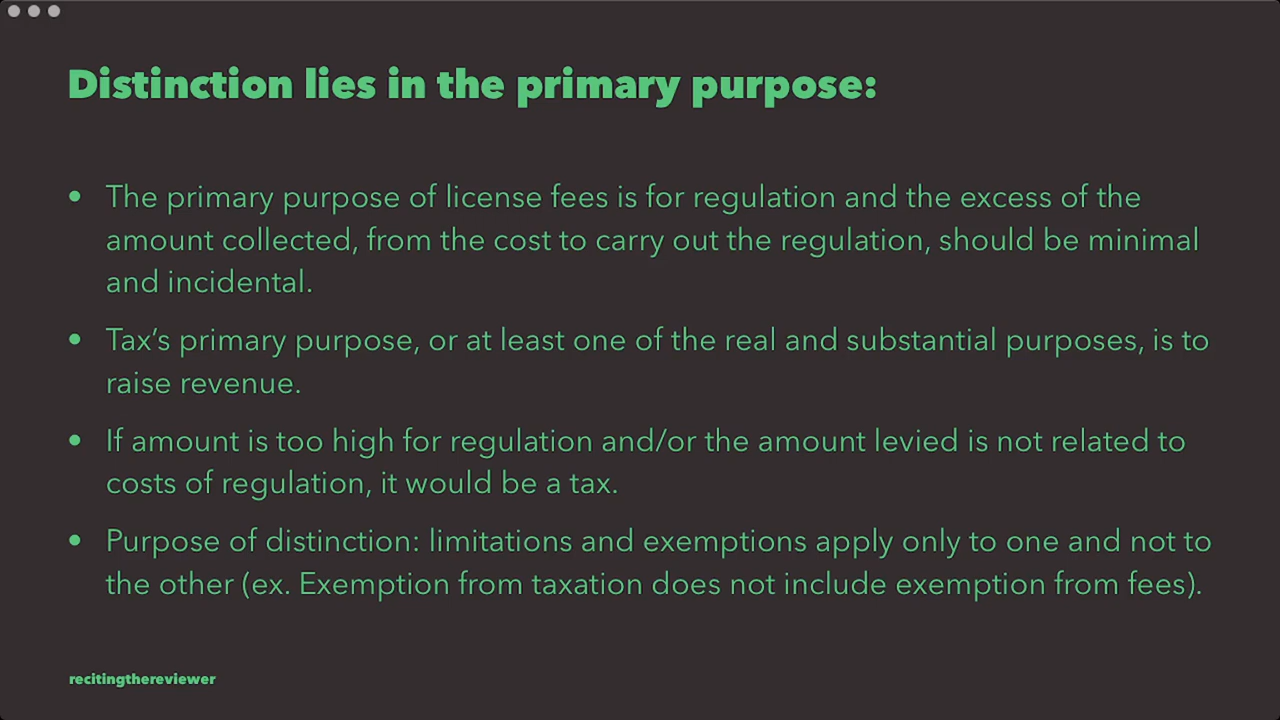 Distinction lies in the primary purpose:
• The primary purpose of license fees is for regulation and the excess of the
amount collected, from the cost to carry out the regulation, should be minimal
and incidental.
• Tax’s primary purpose, or at least one of the real and substantial purposes, is to
raise revenue.
• If amount is too high for regulation and/or the amount levied is not related to
costs of regulation, it would be a tax.
• Purpose of distinction: limitations and exemptions apply only to one and not to
the other (ex. Exemption from taxation does not include exemption from fees).
recitingthereviewer